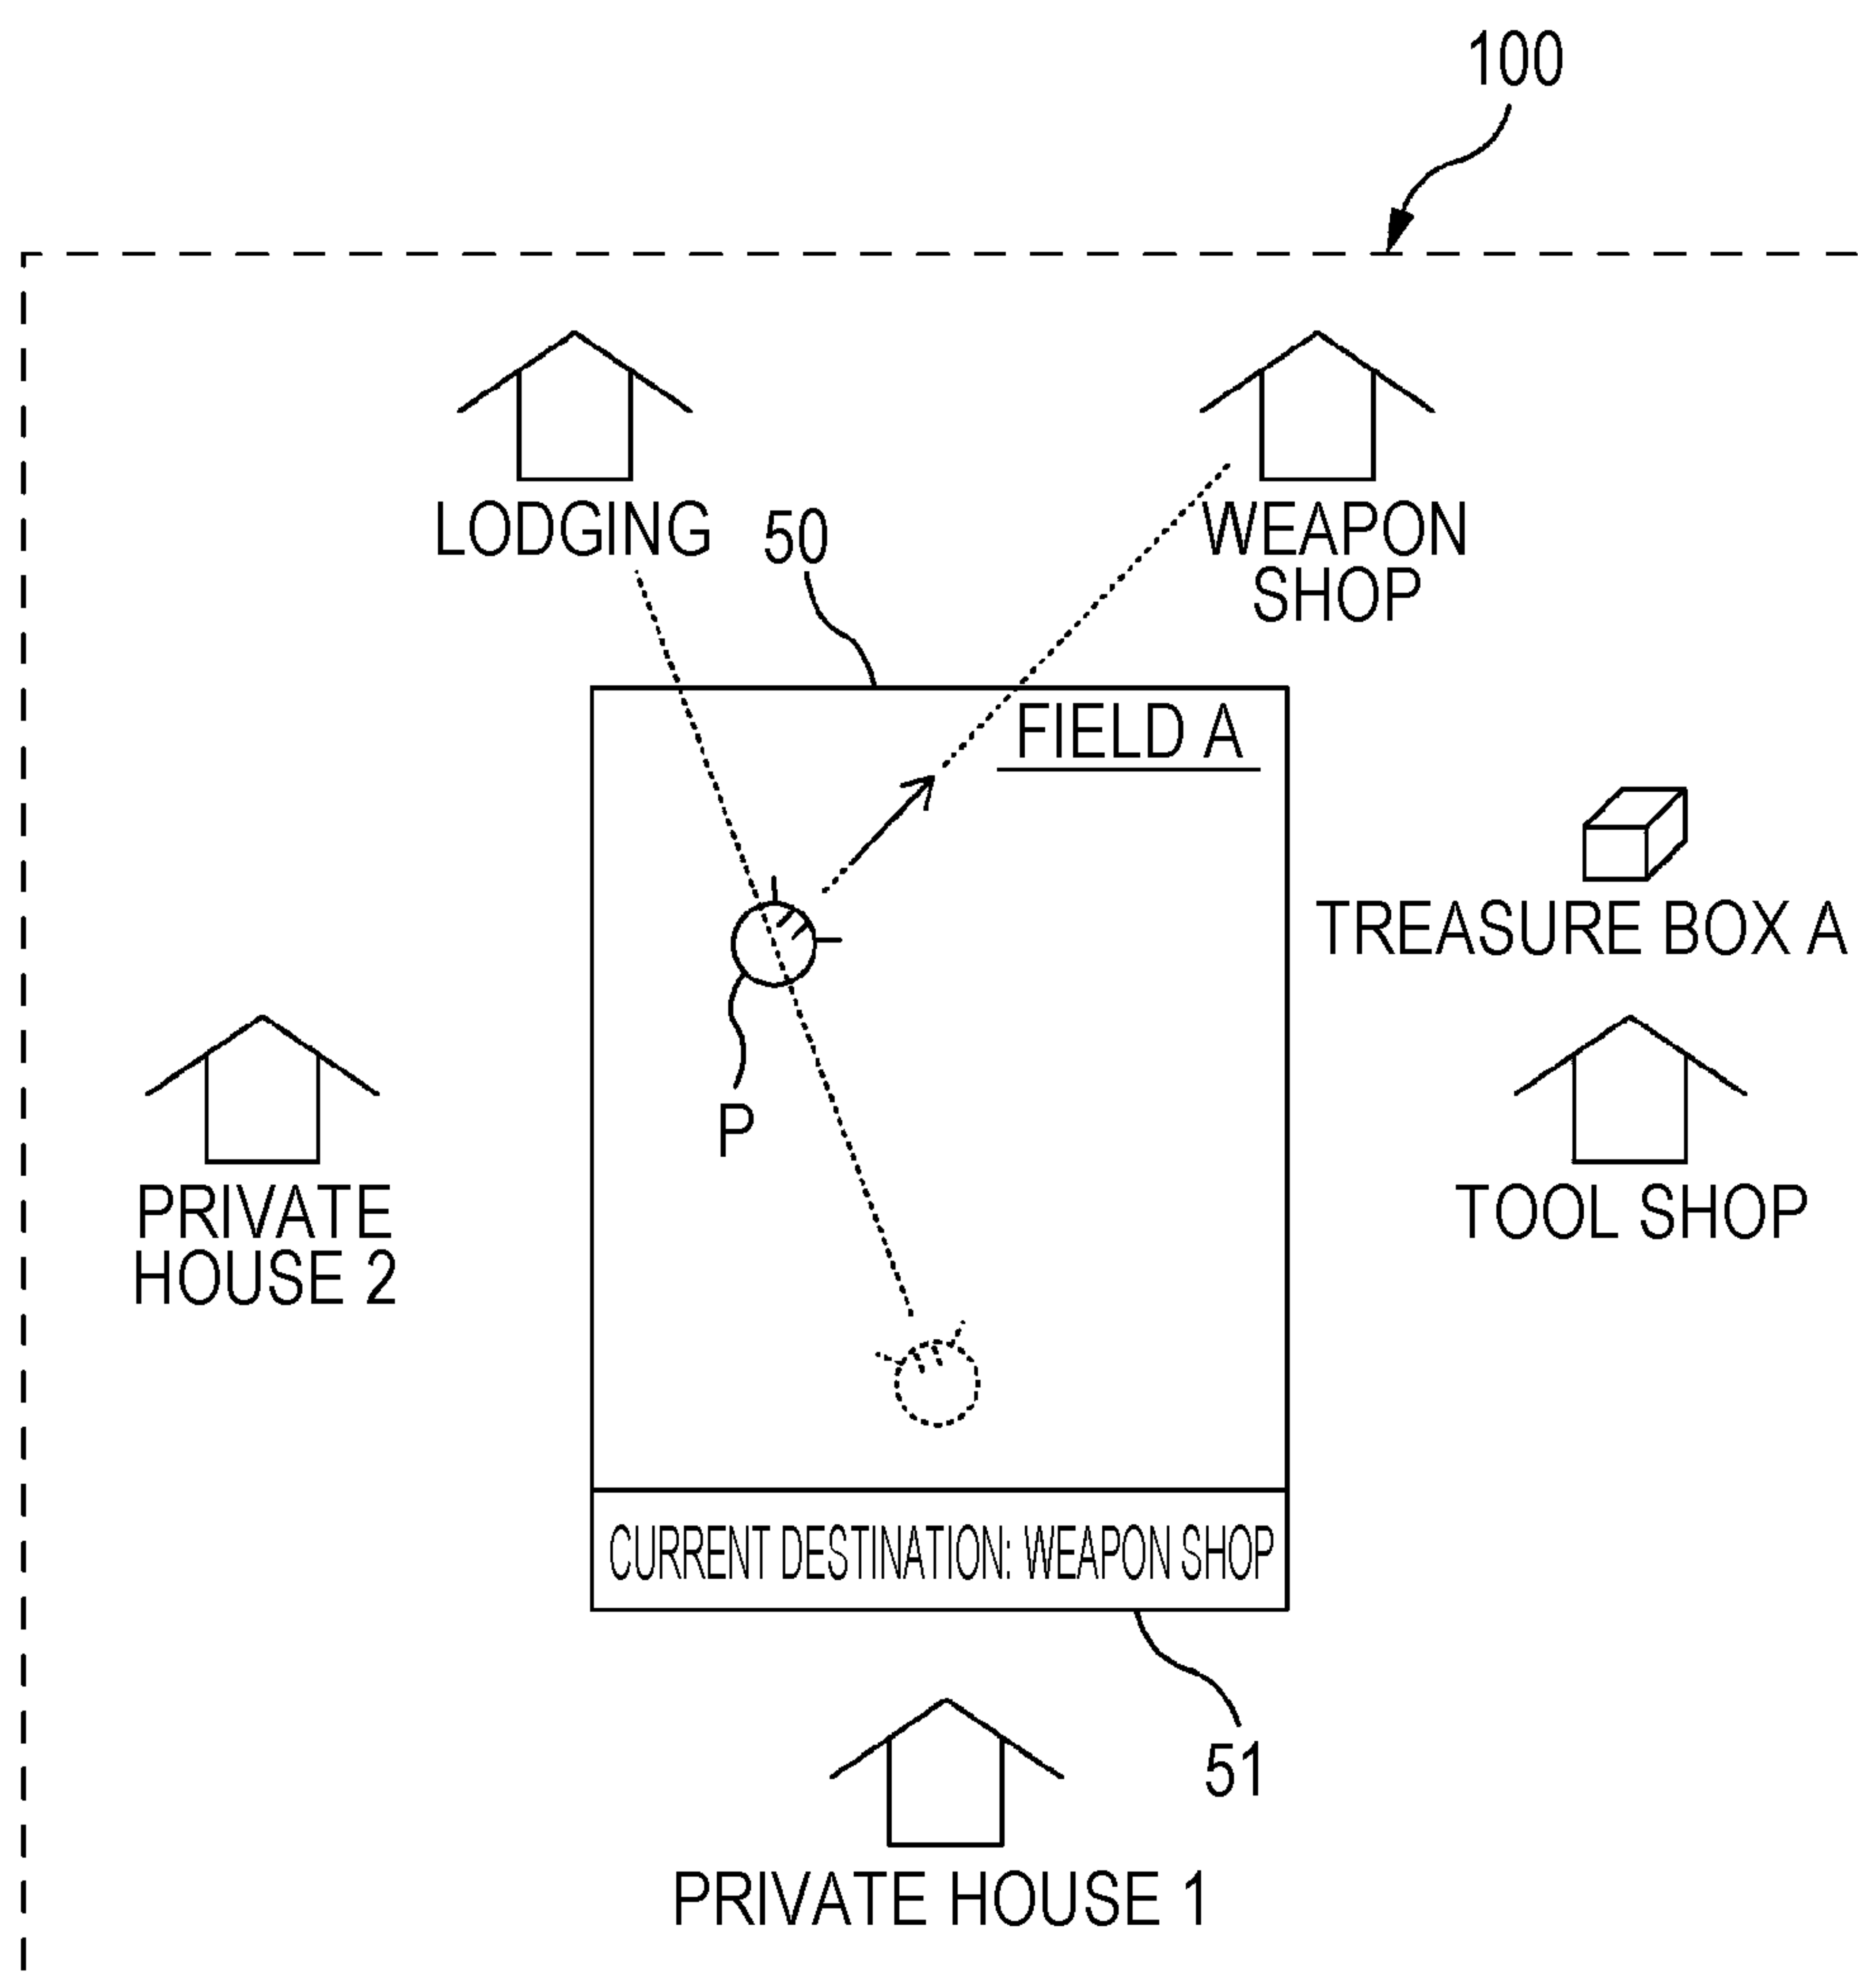 100
LODGING
WEAPON
SHOP
50
FIELD A
TREASURE BOX A
P
PRIVATE
HOUSE 2
TOOL SHOP
CURRENT DESTINATION: WEAPON SHOP
51
PRIVATE HOUSE 1